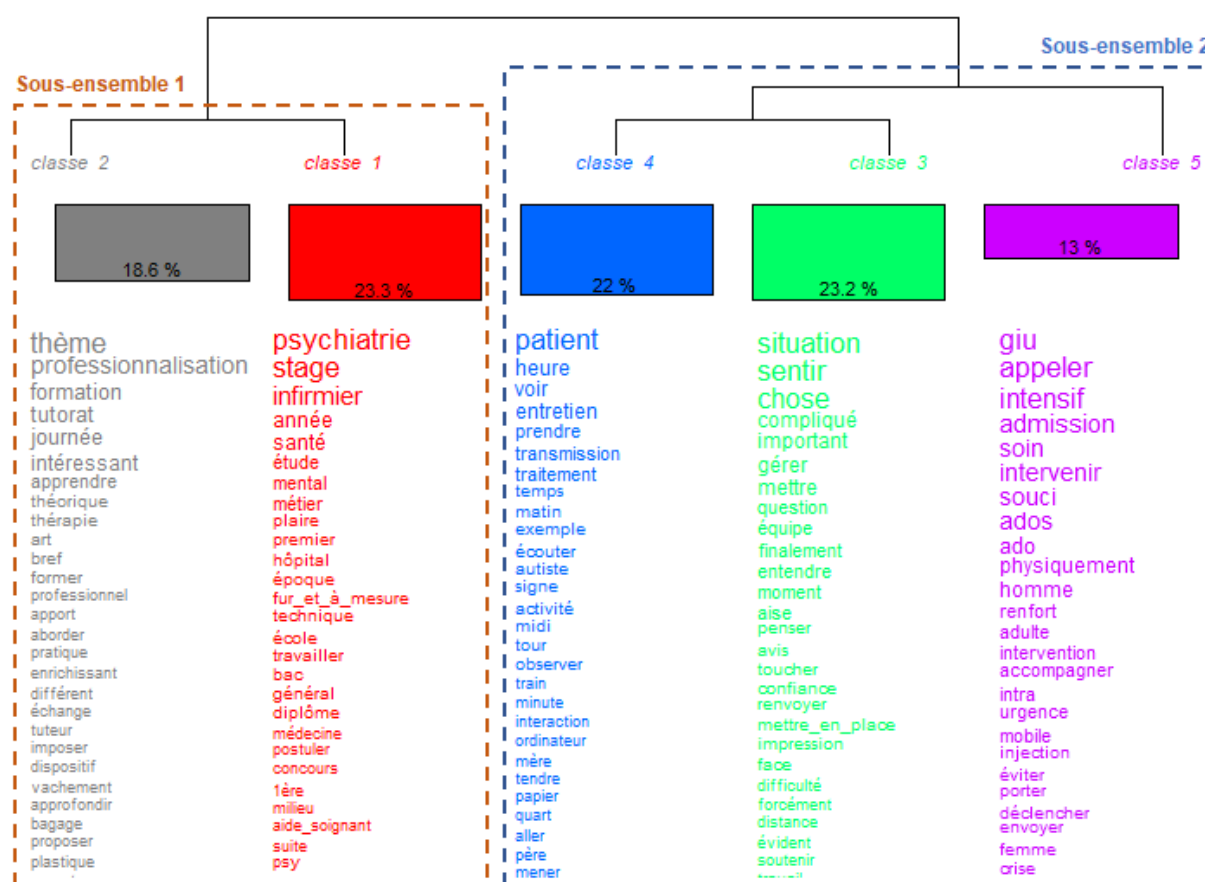 Sous-ensemble 2
Sous-ensemble 1
classe 2
classe 1
classe 4
classe 3
classe 5
18.6 %
23.3 %
22 %
23.2 %
13 %
thème
professionnalisation
formation
tutorat
journée
intéressant
apprendre
théorique
thérapie
art
bref
former
professionnel
apport
aborder
pratique
enrichissant
différent
échange
tuteur
imposer
dispositif
vachement
approfondir
bagage
proposer
plastique
psychiatrie
stage
infirmier
année
santé
étude
mental
métier
plaire
premier
hôpital
époque
fur_et_à_mesure
technique
école
travailler
bac
général
diplôme
médecine
postuler
concours
1ère
milieu
aide_soignant
suite
psy
patient
heure
voir
entretien
prendre
transmission
traitement
temps
matin
exemple
écouter
autiste
signe
activité
midi
tour
observer
train
minute
interaction
ordinateur
mère
tendre
papier
quart
aller
père
mener
situation
sentir
chose
compliqué
important
gérer
mettre
question
équipe
finalement
entendre
moment
aise
penser
avis
toucher
confiance
renvoyer
mettre_en_place
impression
face
difficulté
forcément
distance
évident
soutenir
giu
appeler
intensif
admission
soin
intervenir
souci
ados
ado
physiquement
homme
renfort
adulte
intervention
accompagner
intra
urgence
mobile
injection
éviter
porter
déclencher
envoyer
femme
crise